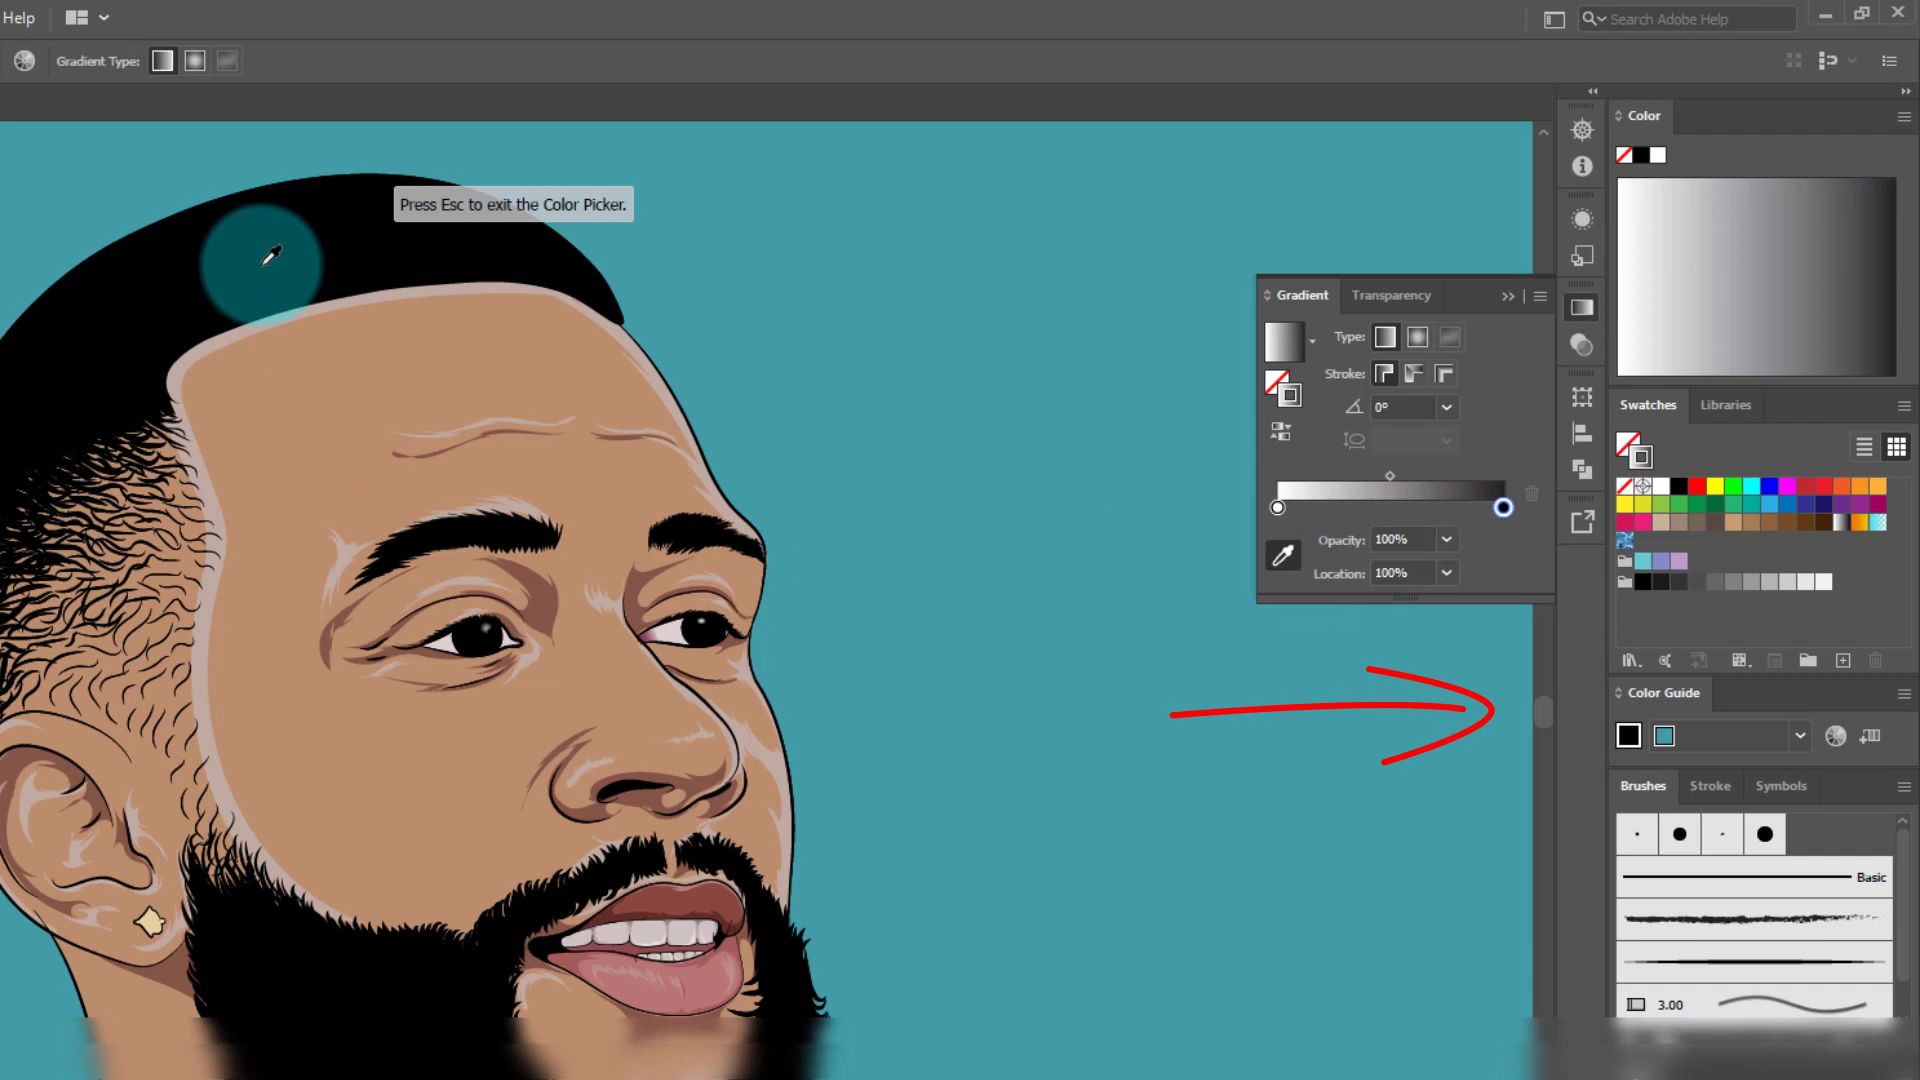 Help
Search Adobe Help
Gradient Type:
Color
Press Esc to exit the Color Picker.
Gradient
Transparency
Type:
Stroke:
0°
Opacity: 100%
Location: 100%
Swatches
Libraries
Color Guide
Brushes
Stroke
Symbols
Basic
3.00